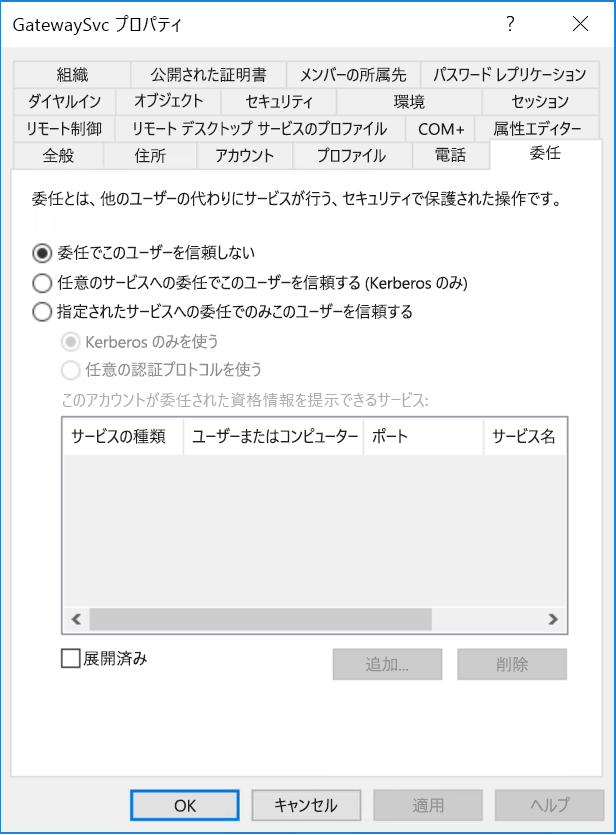 GatewaySvc プロパティ
? ×
組織 公開された証明書 メンバーの所属先 パスワード レプリケーション
ダイヤルイン オブジェクト セキュリティ 環境 セッション
リモート制御 リモート デスクトップ サービスのプロファイル COM+ 属性エディター
全般 住所 アカウント プロファイル 電話 委任
委任とは、他のユーザーの代わりにサービスが行う、セキュリティで保護された操作です。
委任でこのユーザーを信頼しない
任意のサービスへの委任でこのユーザーを信頼する (Kerberos のみ)
指定されたサービスへの委任でのみこのユーザーを信頼する
Kerberos のみを使う
任意の認証プロトコルを使う
このアカウントが委任された資格情報を提示できるサービス:
サービスの種類 ユーザーまたはコンピューター ポート サービス名
展開済み 追加... 削除
OK キャンセル 適用 ヘルプ